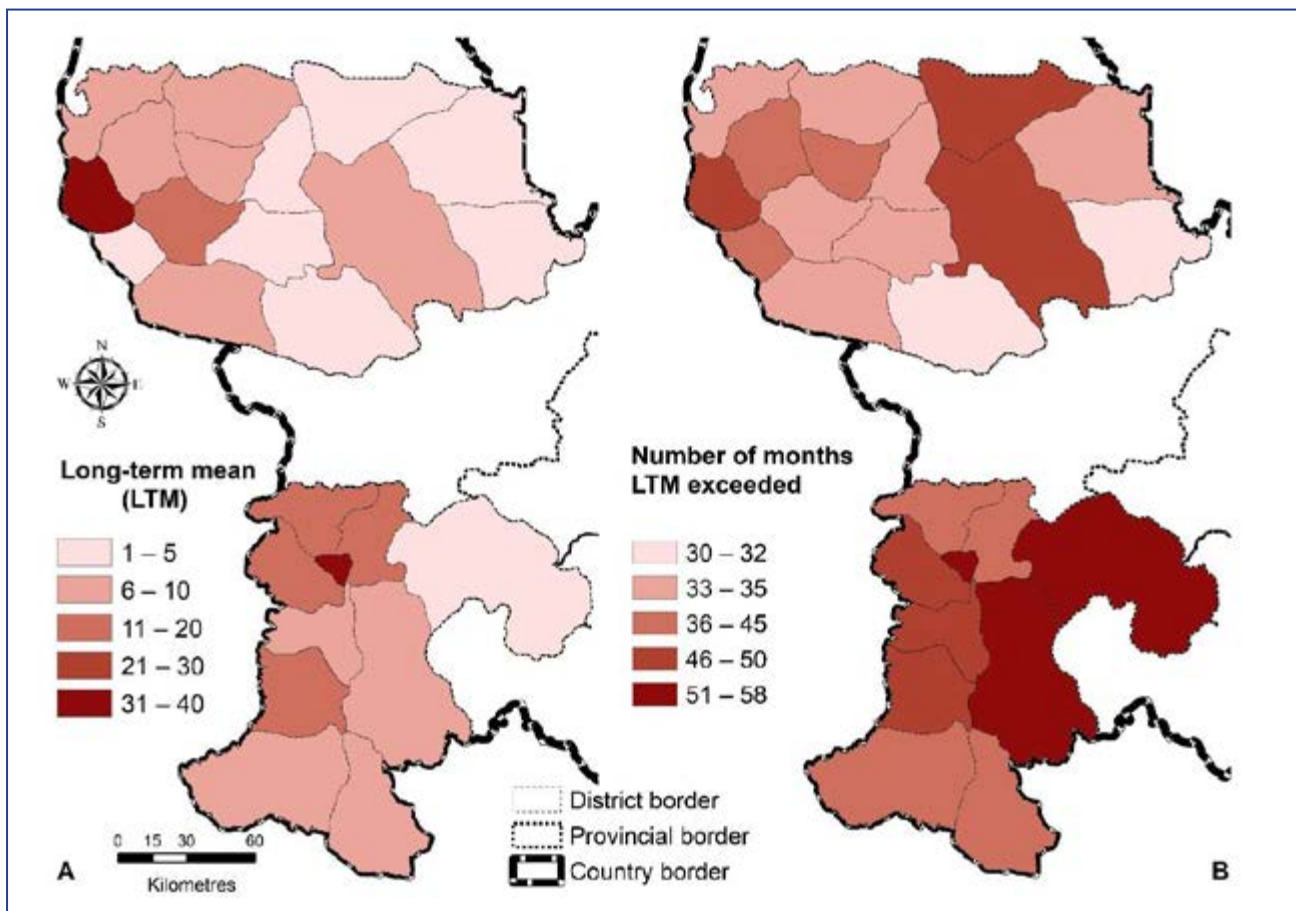 N
W E
S
Long-term mean
(LTM)
1 – 5
6 – 10
11 – 20
21 – 30
31 – 40
Number of months
LTM exceeded
30 – 32
33 – 35
36 – 45
46 – 50
51 – 58
District border
Provincial border
Country border
0 15 30 60
Kilometres
A
B